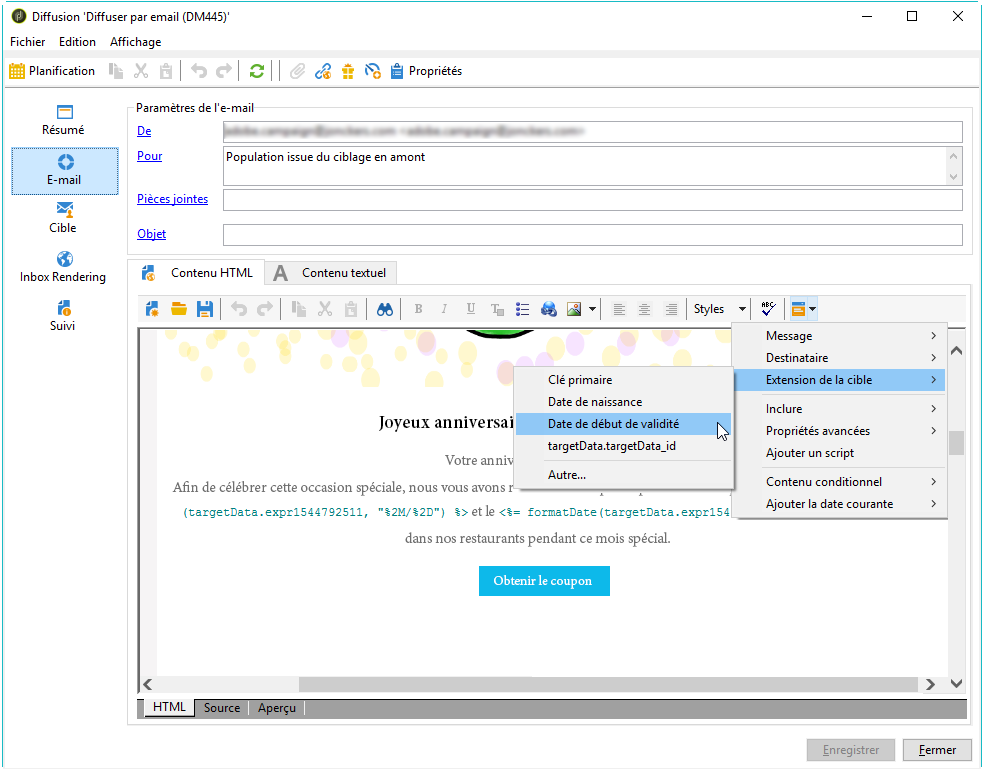 Diffusion 'Diffuser par email (DM445)'
Fichier Edition Affichage
Planification Propriétés
Résumé
E-mail
Cible
Inbox Rendering
Suivi
Paramètres de l'e-mail
De
Pour Population issue du ciblage en amont
Pièces jointes
Objet
Contenu HTML A Contenu textuel
B I U T Styles ABC
Message
Destinataire
Extension de la cible
Inclure
Propriétés avancées
Ajouter un script
Contenu conditionnel
Ajouter la date courante
Clé primaire
Date de naissance
Date de début de validité
targetData.targetData_id
Autre...
Joyeux anniversai
Votre anniv
Afin de célébrer cette occasion spéciale, nous vous avons
(targetData.expr1544792511, "%2M/%2D") %> et le <%= formatDate(targetData.expr154
dans nos restaurants pendant ce mois spécial.
Obtenir le coupon
HTML Source Aperçu
Enregistrer Fermer